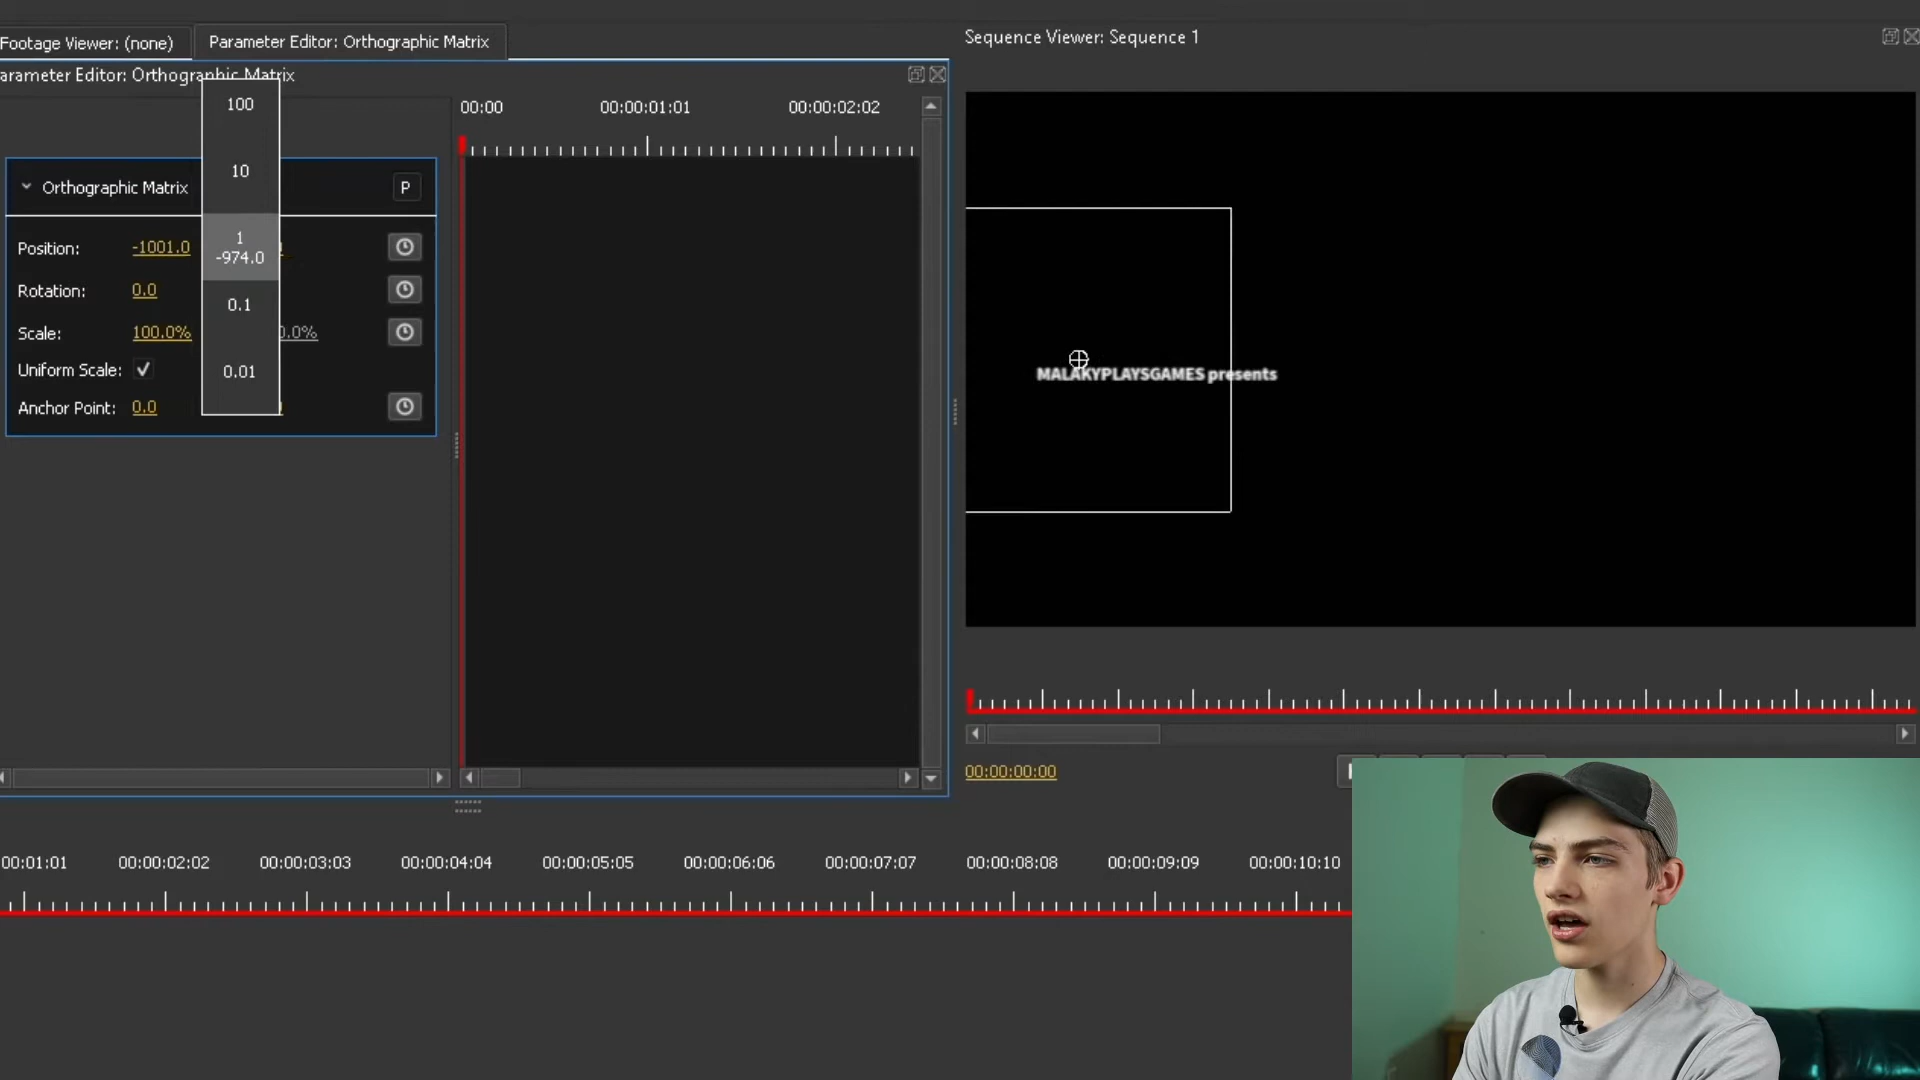 Footage Viewer: (none)
Parameter Editor: Orthographic Matrix
Sequence Viewer: Sequence 1
arameter Editor: Orthographic Matrix
00:00
00:00:01:01
00:00:02:02
100
10
1
-974.0
0.1
0.01
Orthographic Matrix
P
Position:
-1001.0
Rotation:
0.0
Scale:
100.0%
0.0%
Uniform Scale:
Anchor Point:
0.0
MALAKYPLAYSGAMES presents
00:00:00:00
00:01:01
00:00:02:02
00:00:03:03
00:00:04:04
00:00:05:05
00:00:06:06
00:00:07:07
00:00:08:08
00:00:09:09
00:00:10:10